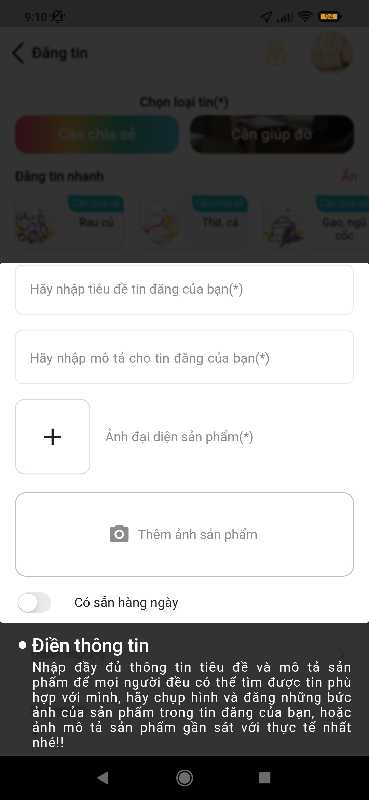 9:10
Đăng tin
Chọn loại tin(*)
Cần chia sẻ
Cần giúp đỡ
Đăng tin nhanh
Ẩn
Rau củ
Thịt, cá
Gạo, ngũ cốc
Hãy nhập tiêu đề tin đăng của bạn(*)
Hãy nhập mô tả cho tin đăng của bạn(*)
Ảnh đại diện sản phẩm(*)
Thêm ảnh sản phẩm
Có sẵn hàng ngày
Điền thông tin
Nhập đầy đủ thông tin tiêu đề và mô tả sản
phẩm để mọi người đều có thể tìm được tin phù
hợp với mình, hãy chụp hình và đăng những bức
ảnh của sản phẩm trong tin đăng của bạn, hoặc
ảnh mô tả sản phẩm gần sát với thực tế nhất
nhé!!